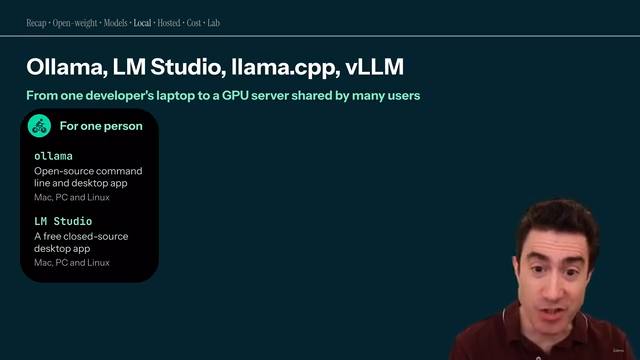 Recap • Open-weight • Models • Local • Hosted • Cost • Lab
Ollama, LM Studio, llama.cpp, vLLM
From one developer's laptop to a GPU server shared by many users
For one person
ollama
Open-source command
line and desktop app
Mac, PC and Linux
LM Studio
A free closed-source
desktop app
Mac, PC and Linux